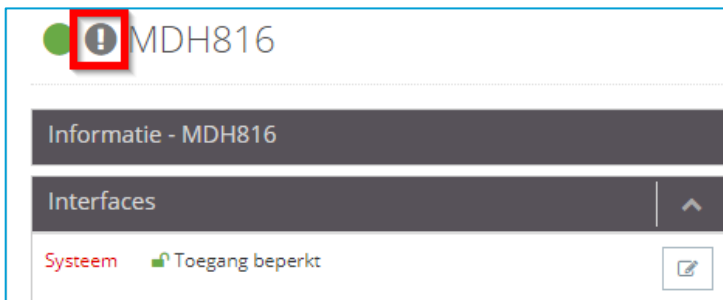 MDH816
Informatie - MDH816
Interfaces
Systeem Toegang beperkt